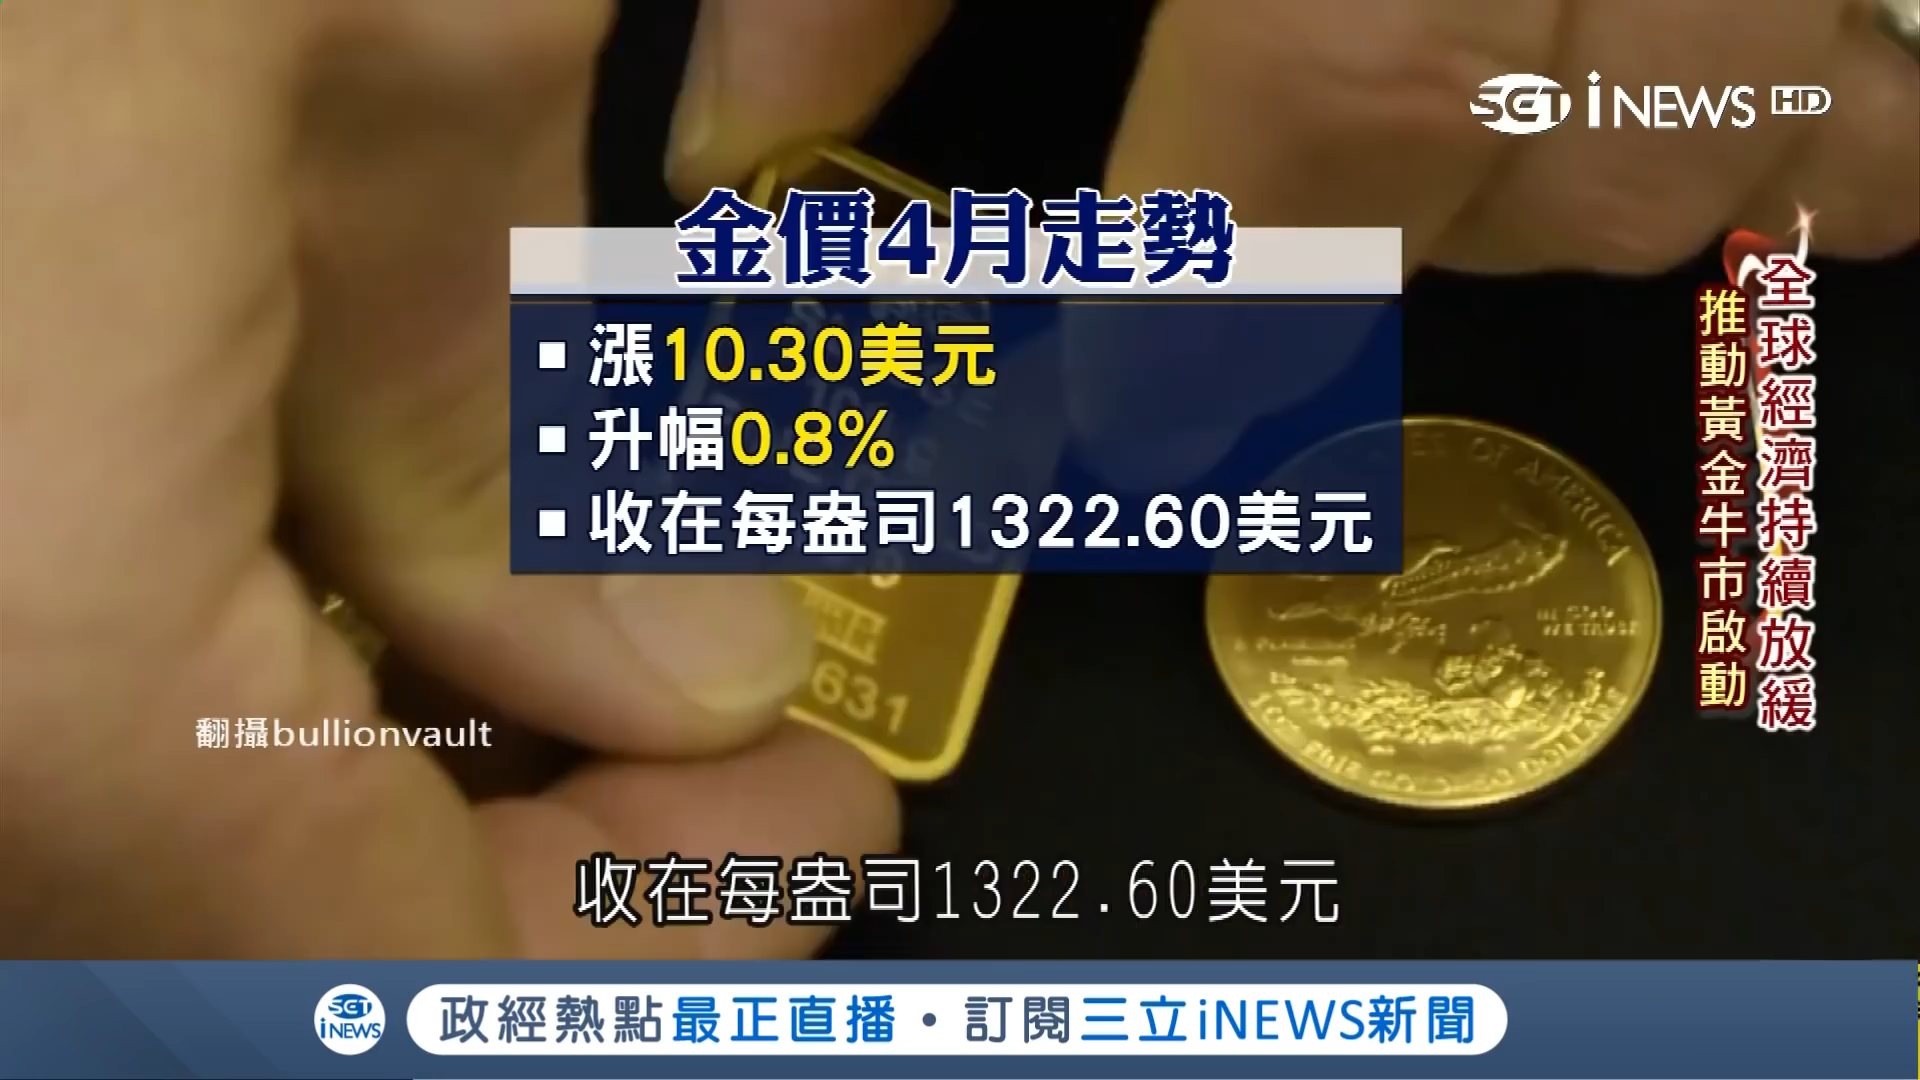 SET iNEWS HD
金價4月走勢
▪ 漲10.30美元
▪ 升幅0.8%
▪ 收在每盎司1322.60美元
全球經濟持續放緩
推動黃金牛市啟動
OF AMERICA
631
翻攝bullionvault
收在每盎司1322.60美元
SET iNEWS
政經熱點最正直播・訂閱三立iNEWS新聞